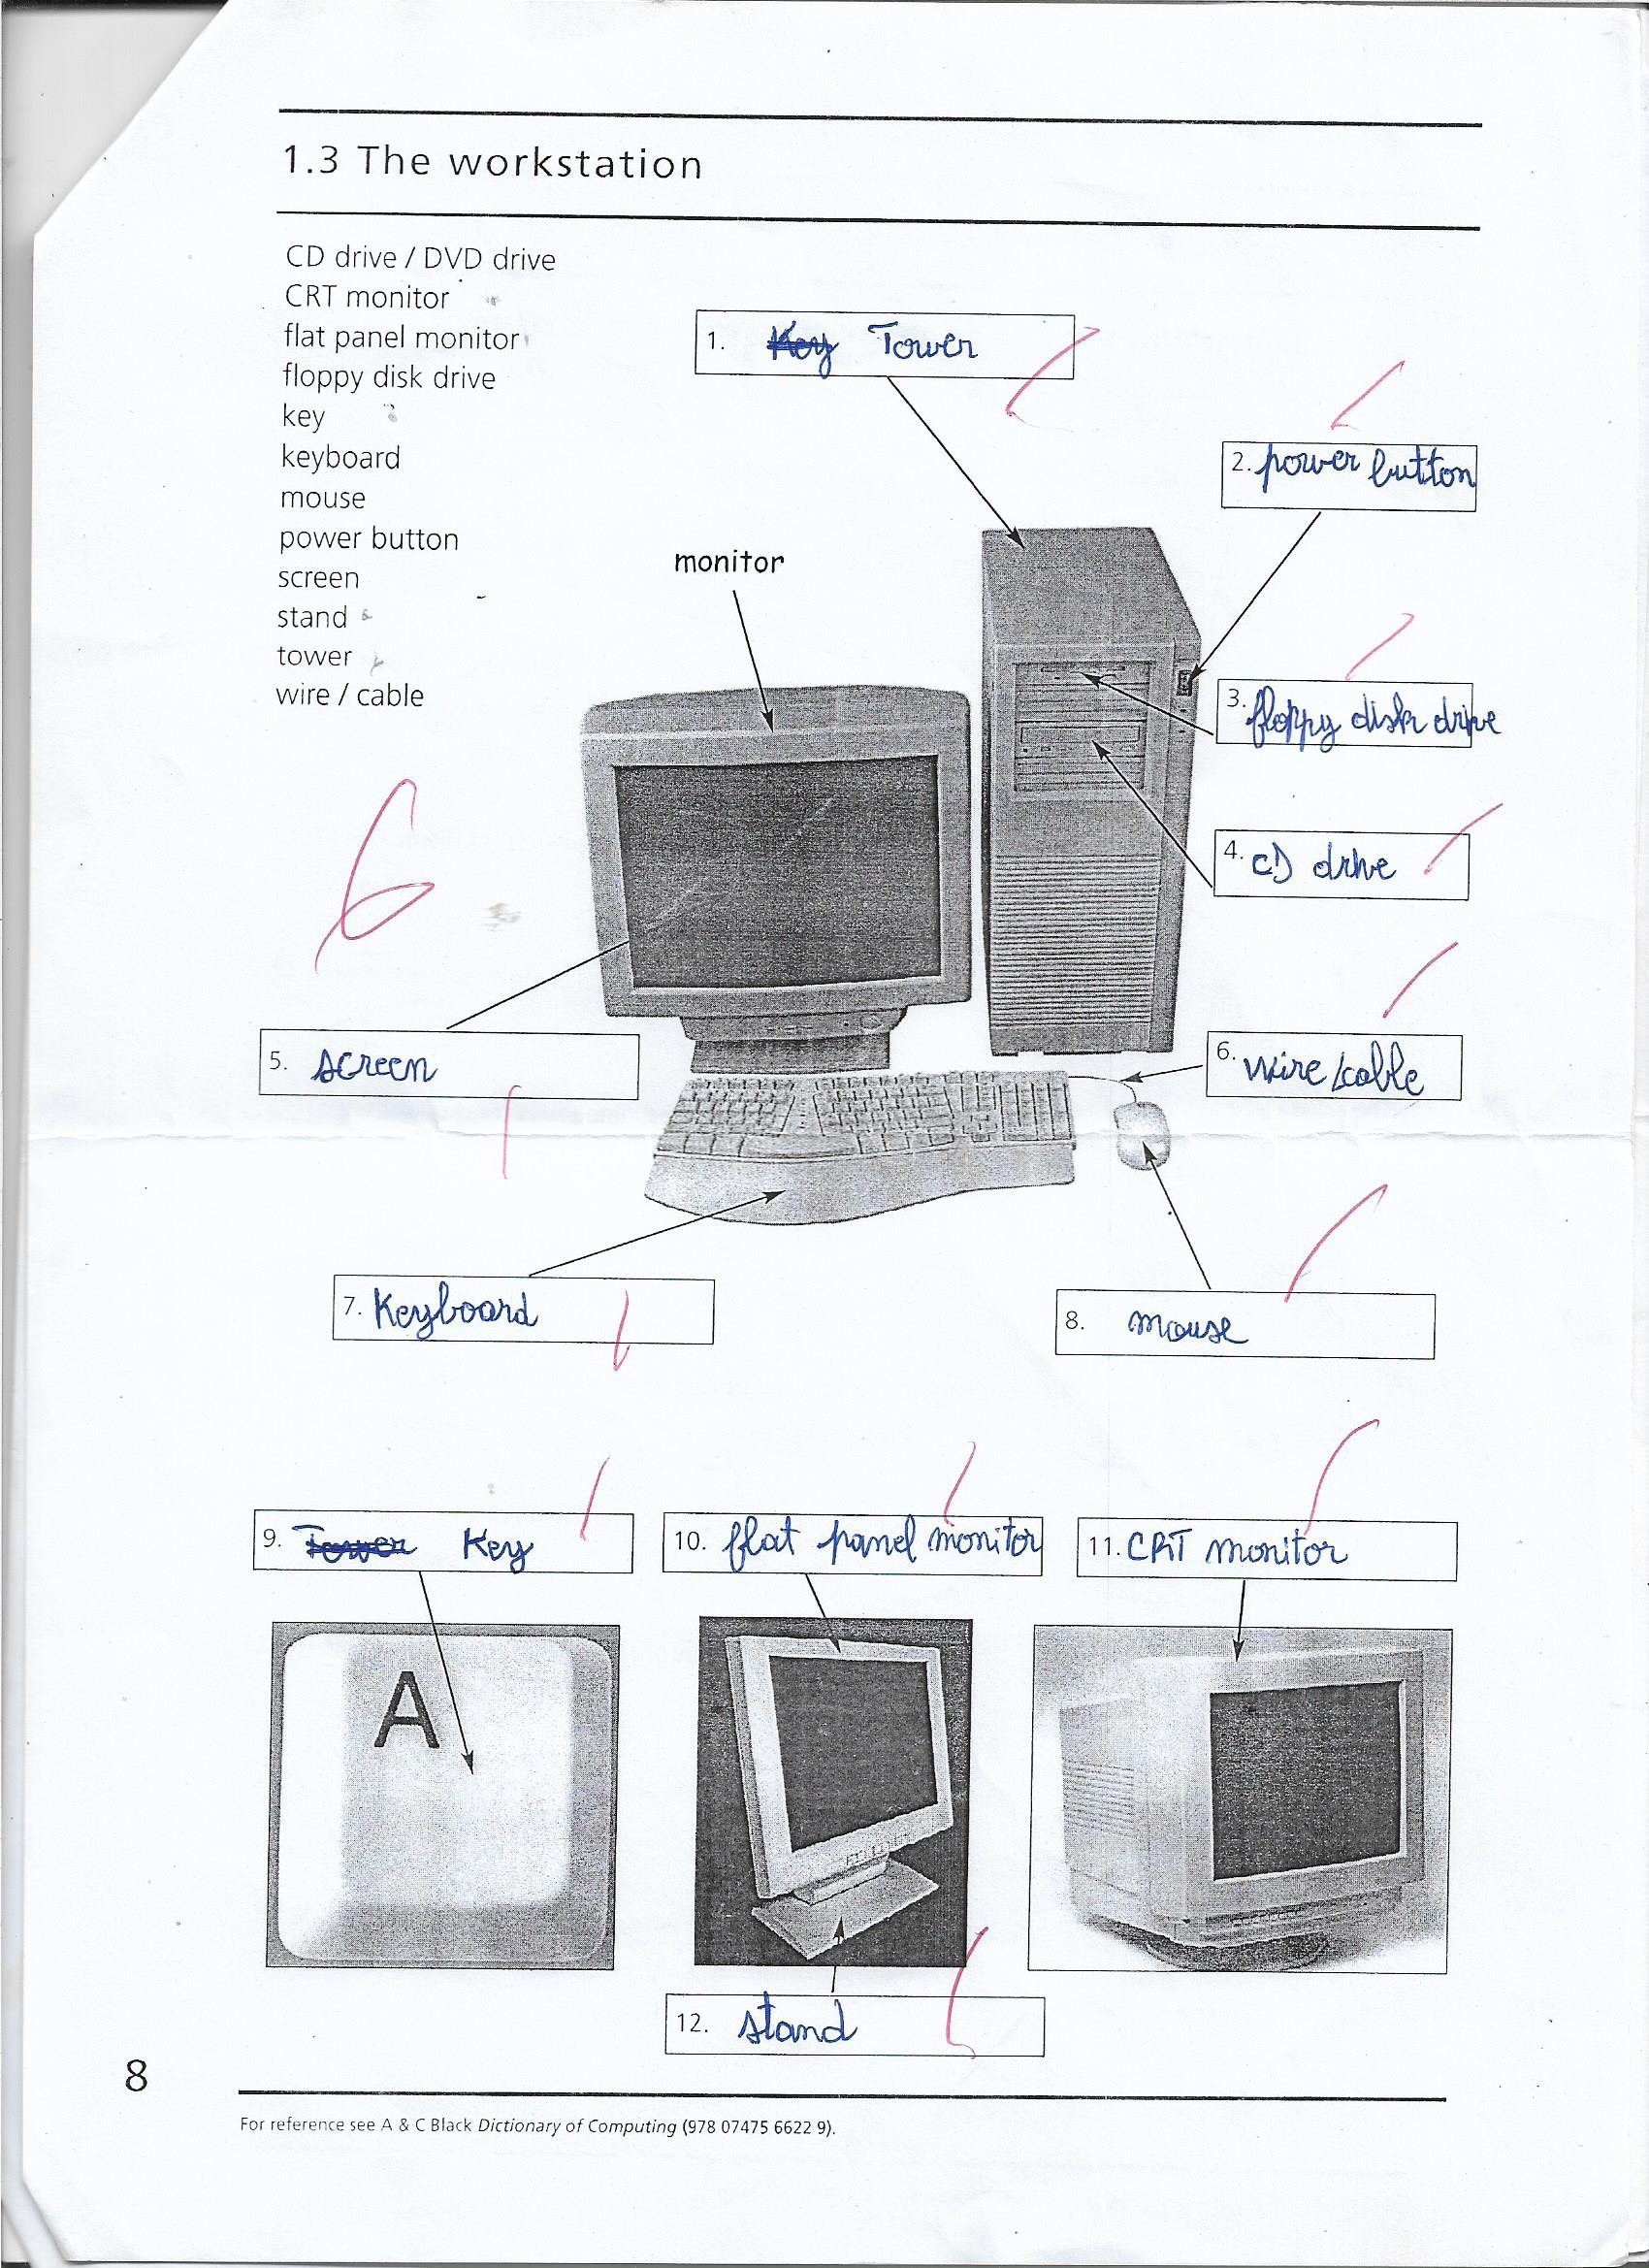 1.3 The workstation
CD drive / DVD drive
CRT monitor
flat panel monitor
floppy disk drive
key
keyboard
mouse
power button
screen
stand
tower
wire / cable
1. Key Tower
2. power button
monitor
3. floppy disk drive
4. CD drive
6
5. screen
6. wire/cable
7. Keyboard
8. mouse
9. Tower Key
10. flat panel monitor
11. CRT monitor
A
12. stand
8
For reference see A & C Black Dictionary of Computing (978 07475 6622 9).